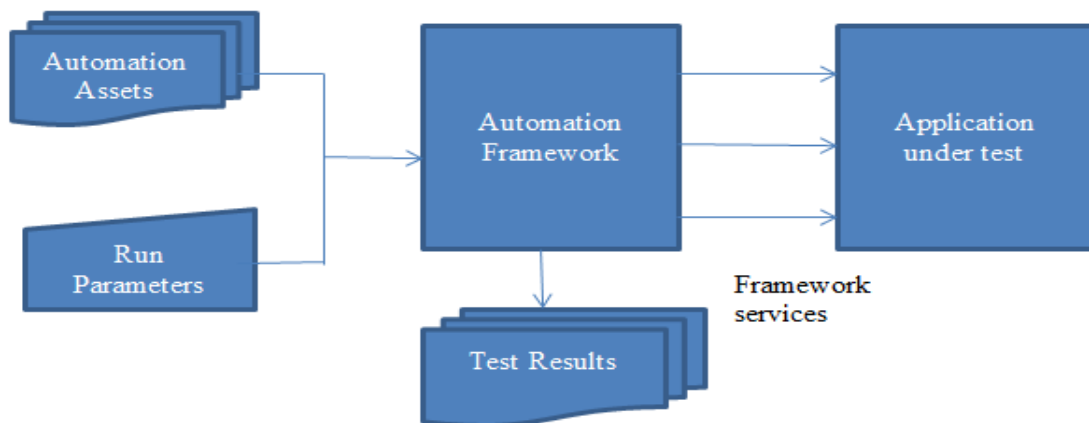 Automation
Assets
Automation
Framework
Application
under test
Run
Parameters
Framework
services
Test Results